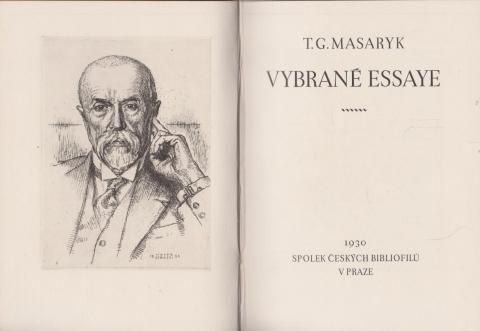 T.G. MASARYK
VYBRANÉ ESSAYE
1930
SPOLEK ČESKÝCH BIBLIOFILŮ
V PRAZE